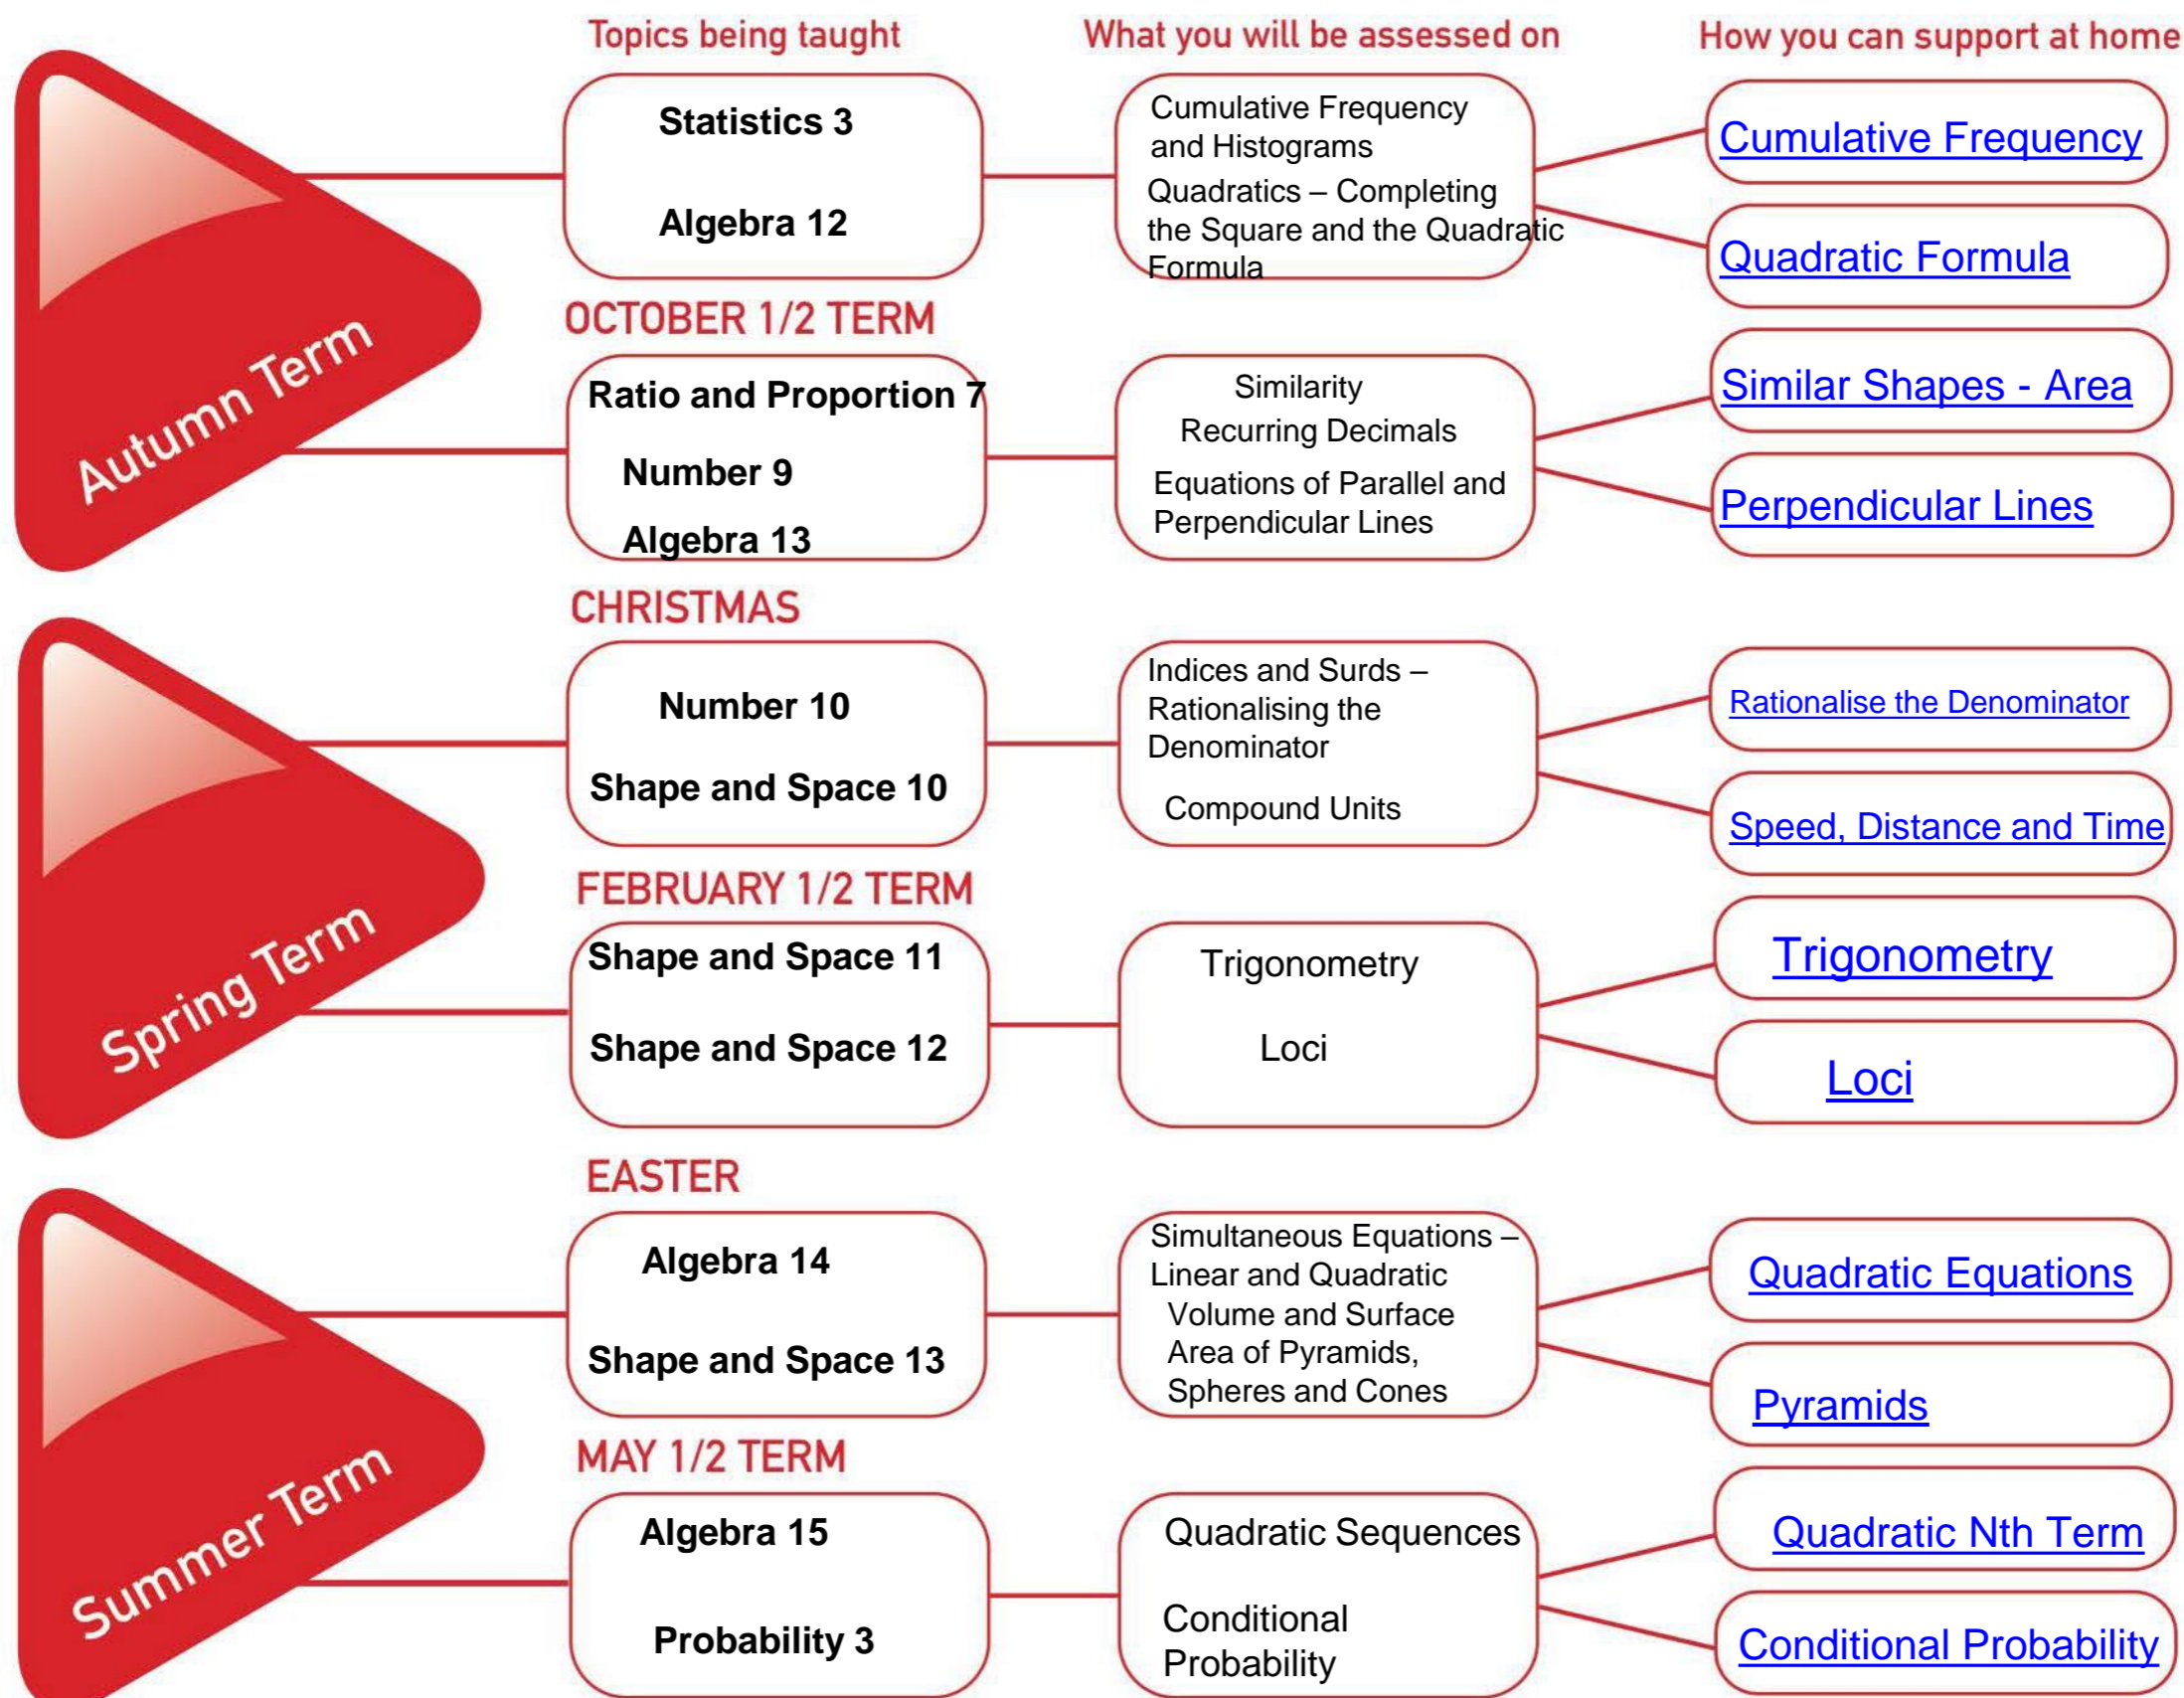 Topics being taught
What you will be assessed on
How you can support at home
Autumn Term
Statistics 3
Algebra 12
Cumulative Frequency
and Histograms
Quadratics – Completing
the Square and the Quadratic
Formula
Cumulative Frequency
Quadratic Formula
OCTOBER 1/2 TERM
Ratio and Proportion 7
Number 9
Algebra 13
Similarity
Recurring Decimals
Equations of Parallel and
Perpendicular Lines
Similar Shapes - Area
Perpendicular Lines
CHRISTMAS
Spring Term
Number 10
Shape and Space 10
Indices and Surds –
Rationalising the
Denominator
Compound Units
Rationalise the Denominator
Speed, Distance and Time
FEBRUARY 1/2 TERM
Shape and Space 11
Shape and Space 12
Trigonometry
Loci
Trigonometry
Loci
EASTER
Summer Term
Algebra 14
Shape and Space 13
Simultaneous Equations –
Linear and Quadratic
Volume and Surface
Area of Pyramids,
Spheres and Cones
Quadratic Equations
Pyramids
MAY 1/2 TERM
Algebra 15
Probability 3
Quadratic Sequences
Conditional
Probability
Quadratic Nth Term
Conditional Probability